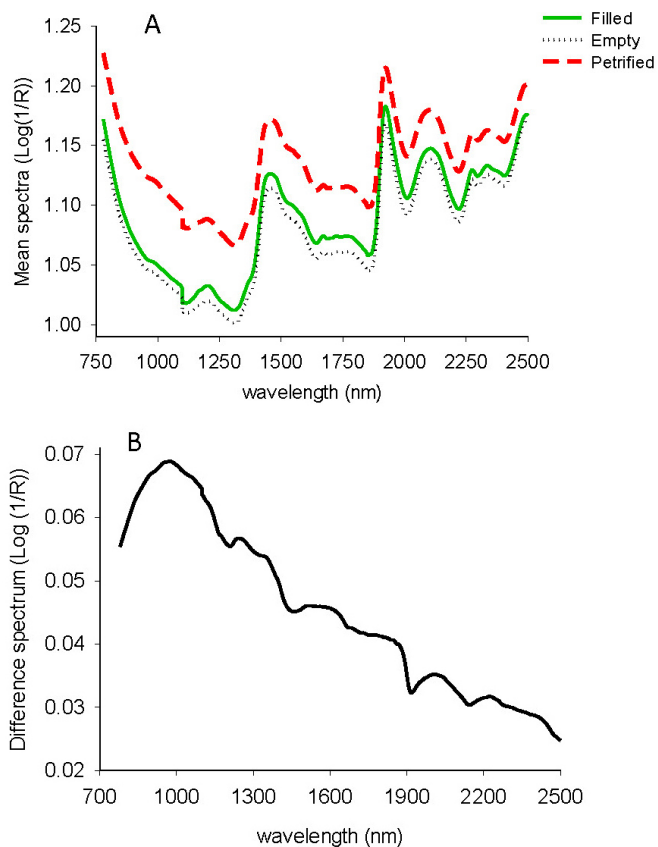 A
Filled
Empty
Petrified
Mean spectra (Log(1/R))
1.25
1.20
1.15
1.10
1.05
1.00
750 1000 1250 1500 1750 2000 2250 2500
wavelength (nm)
B
Difference spectrum (Log (1/R))
0.07
0.06
0.05
0.04
0.03
0.02
700 1000 1300 1600 1900 2200 2500
wavelength (nm)